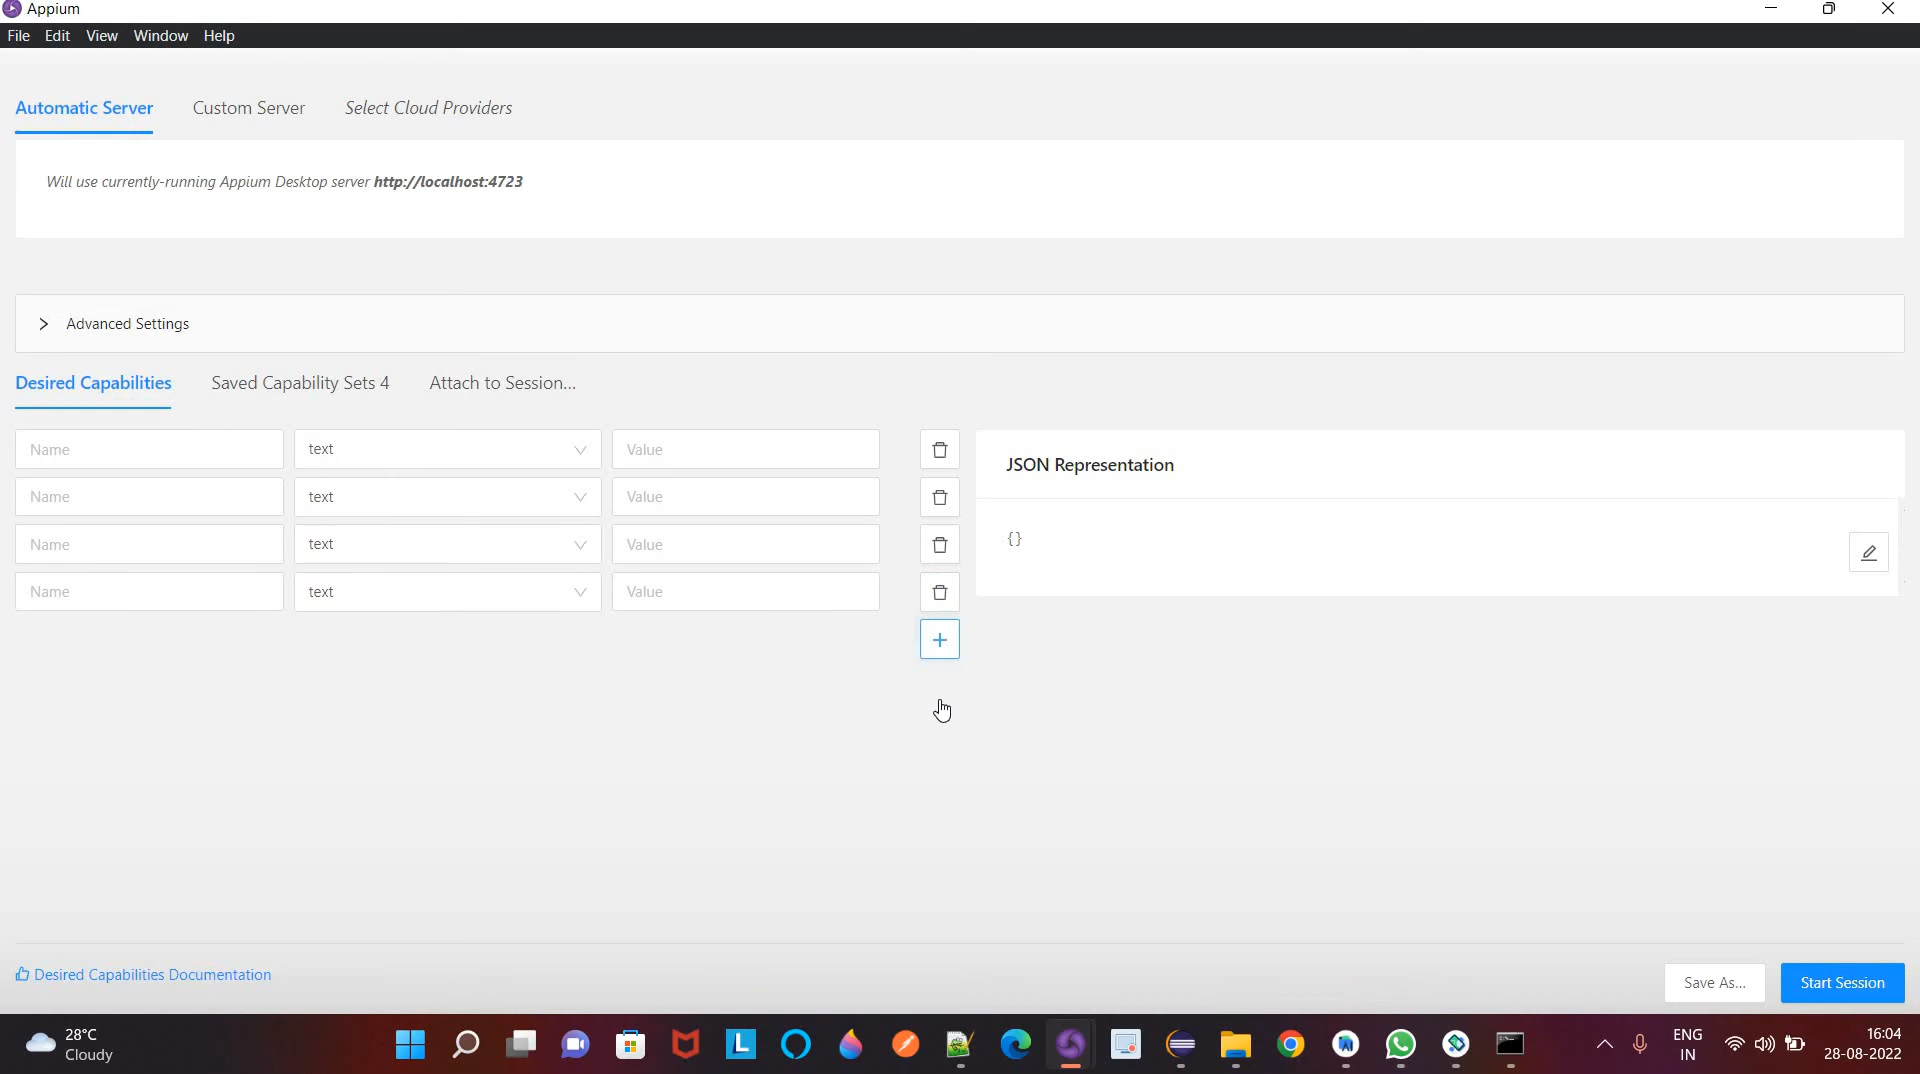 Appium
File Edit View Window Help
Automatic Server Custom Server Select Cloud Providers
Will use currently-running Appium Desktop server http://localhost:4723
Advanced Settings
Desired Capabilities Saved Capability Sets 4 Attach to Session...
Name text Value
Name text Value
Name text Value
Name text Value
JSON Representation
{}
Desired Capabilities Documentation
Save As... Start Session
28°C
Cloudy
L
ENG
IN
16:04
28-08-2022